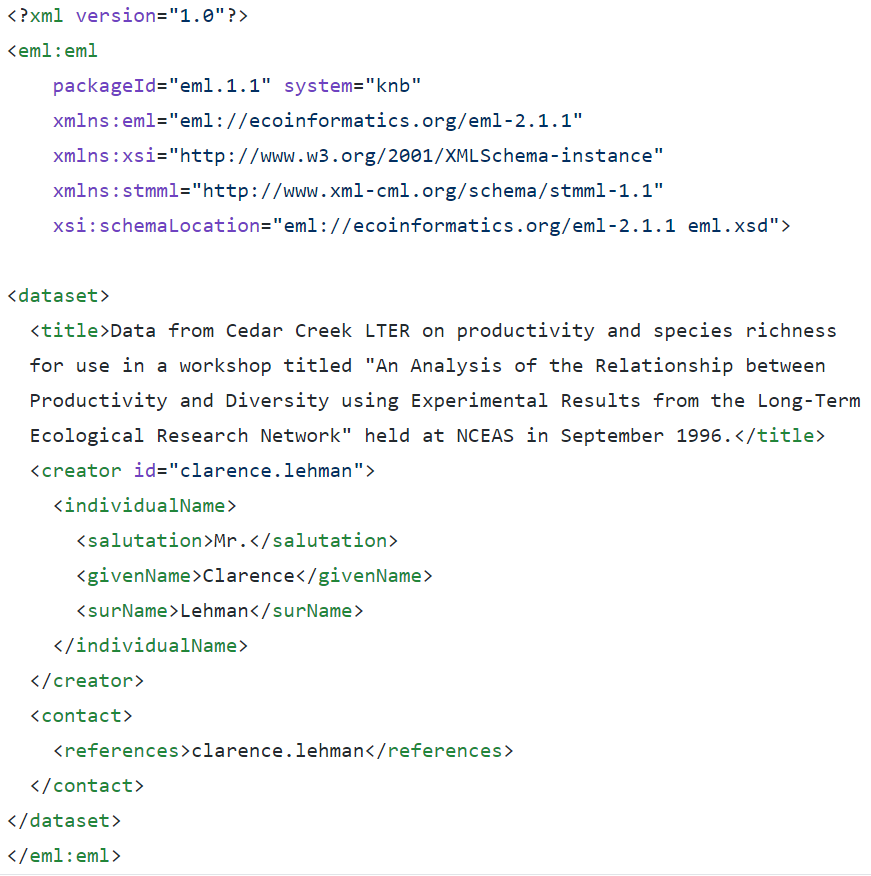 <?xml version="1.0"?>
<eml:eml
    packageId="eml.1.1" system="knb"
    xmlns:eml="eml://ecoinformatics.org/eml-2.1.1"
    xmlns:xsi="http://www.w3.org/2001/XMLSchema-instance"
    xmlns:stmml="http://www.xml-cml.org/schema/stmml-1.1"
    xsi:schemaLocation="eml://ecoinformatics.org/eml-2.1.1 eml.xsd">

<dataset>
  <title>Data from Cedar Creek LTER on productivity and species richness
  for use in a workshop titled "An Analysis of the Relationship between
  Productivity and Diversity using Experimental Results from the Long-Term
  Ecological Research Network" held at NCEAS in September 1996.</title>
  <creator id="clarence.lehman">
    <individualName>
      <salutation>Mr.</salutation>
      <givenName>Clarence</givenName>
      <surName>Lehman</surName>
    </individualName>
  </creator>
  <contact>
    <references>clarence.lehman</references>
  </contact>
</dataset>
</eml:eml>